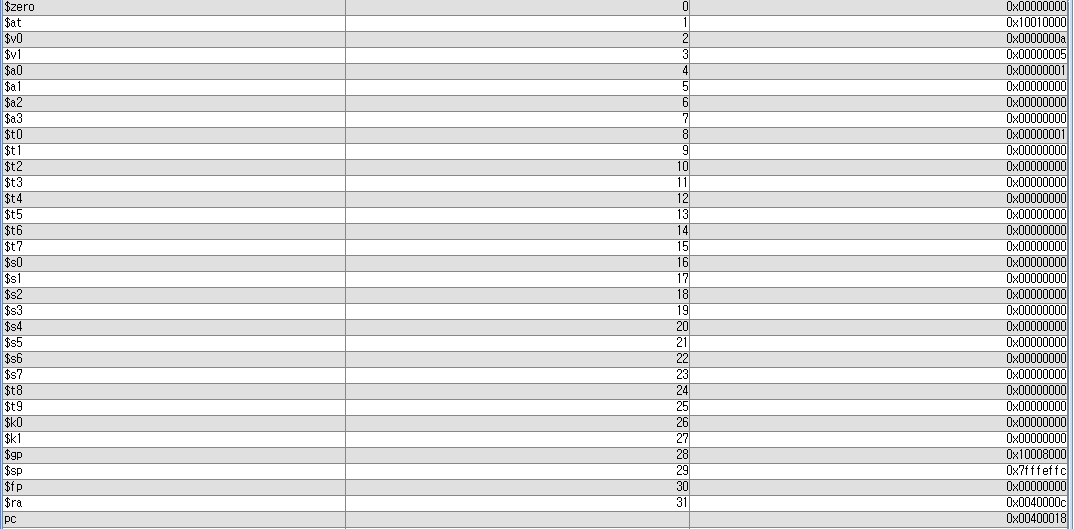 $zero 0 0x00000000
$at 1 0x10010000
$v0 2 0x0000000a
$v1 3 0x00000005
$a0 4 0x00000001
$a1 5 0x00000000
$a2 6 0x00000000
$a3 7 0x00000000
$t0 8 0x00000001
$t1 9 0x00000000
$t2 10 0x00000000
$t3 11 0x00000000
$t4 12 0x00000000
$t5 13 0x00000000
$t6 14 0x00000000
$t7 15 0x00000000
$s0 16 0x00000000
$s1 17 0x00000000
$s2 18 0x00000000
$s3 19 0x00000000
$s4 20 0x00000000
$s5 21 0x00000000
$s6 22 0x00000000
$s7 23 0x00000000
$t8 24 0x00000000
$t9 25 0x00000000
$k0 26 0x00000000
$k1 27 0x00000000
$gp 28 0x10008000
$sp 29 0x7fffeffc
$fp 30 0x00000000
$ra 31 0x0040000c
pc 0x00400018